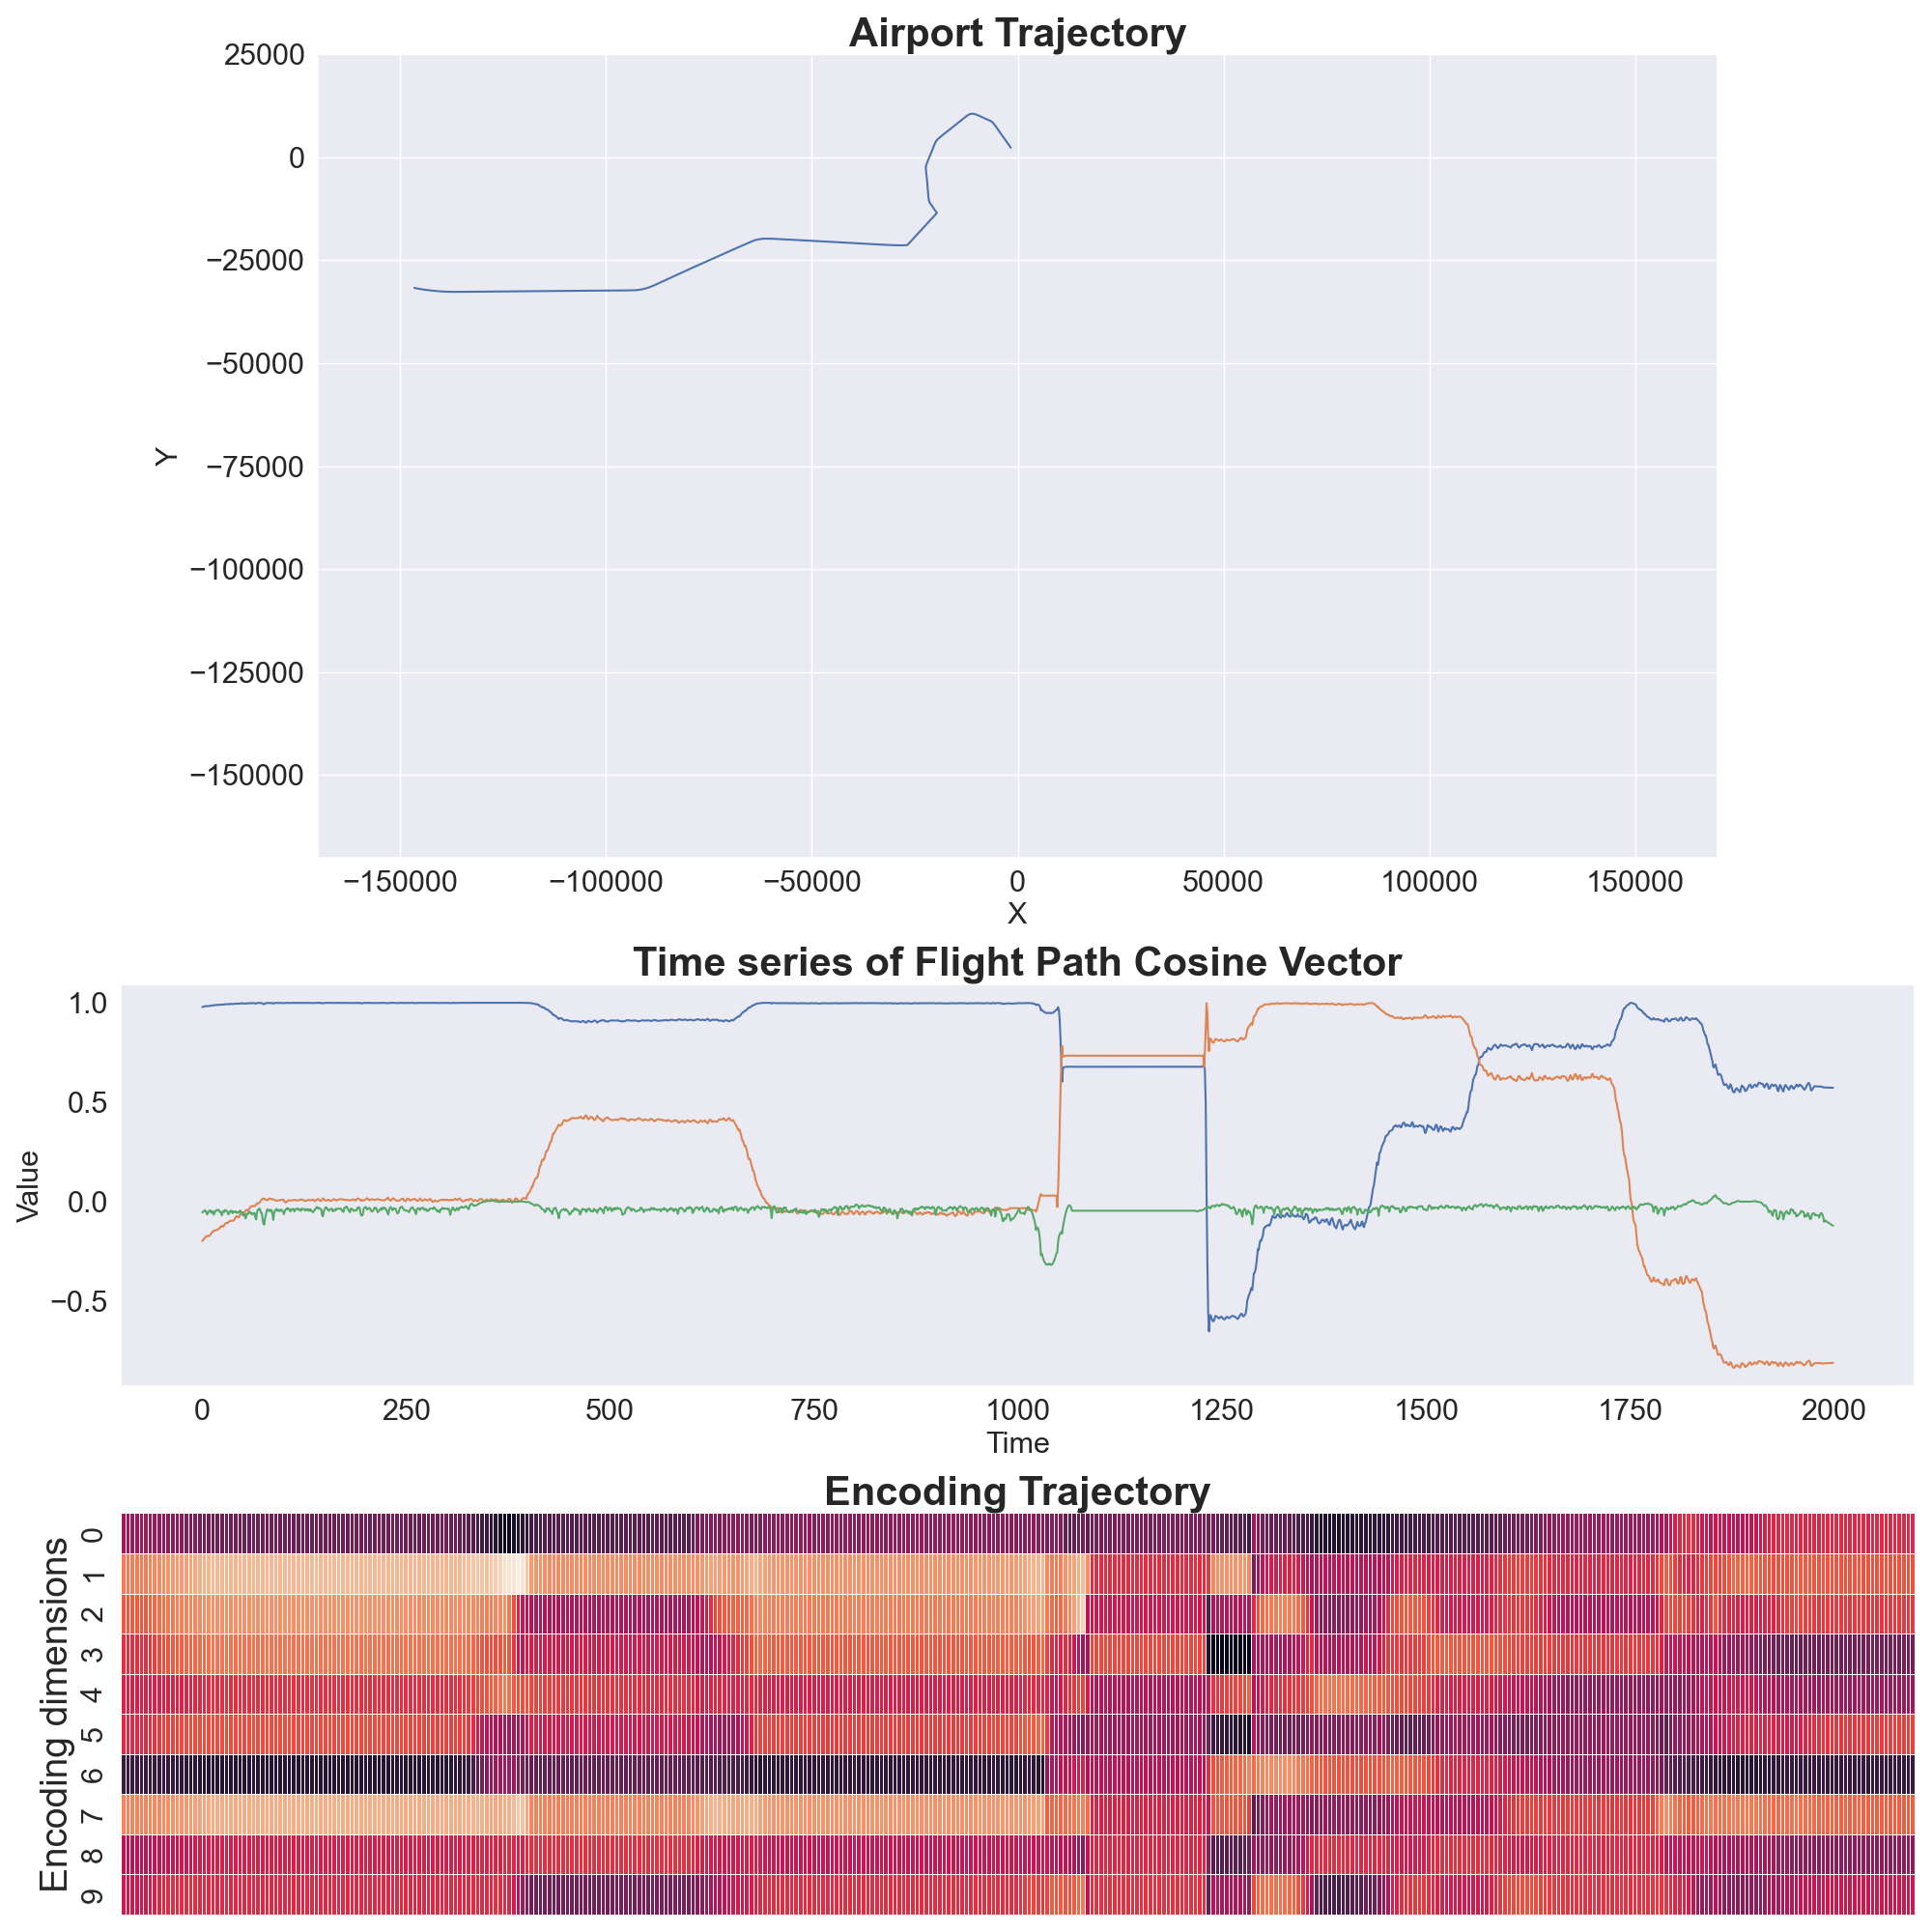 Airport Trajectory
25000
0
−25000
−50000
−75000
−100000
−125000
−150000
Y
−150000 −100000 −50000 0 50000 100000 150000
X
Time series of Flight Path Cosine Vector
1.0
0.5
0.0
−0.5
Value
0 250 500 750 1000 1250 1500 1750 2000
Time
Encoding Trajectory
Encoding dimensions
0
1
2
3
4
5
6
7
8
9